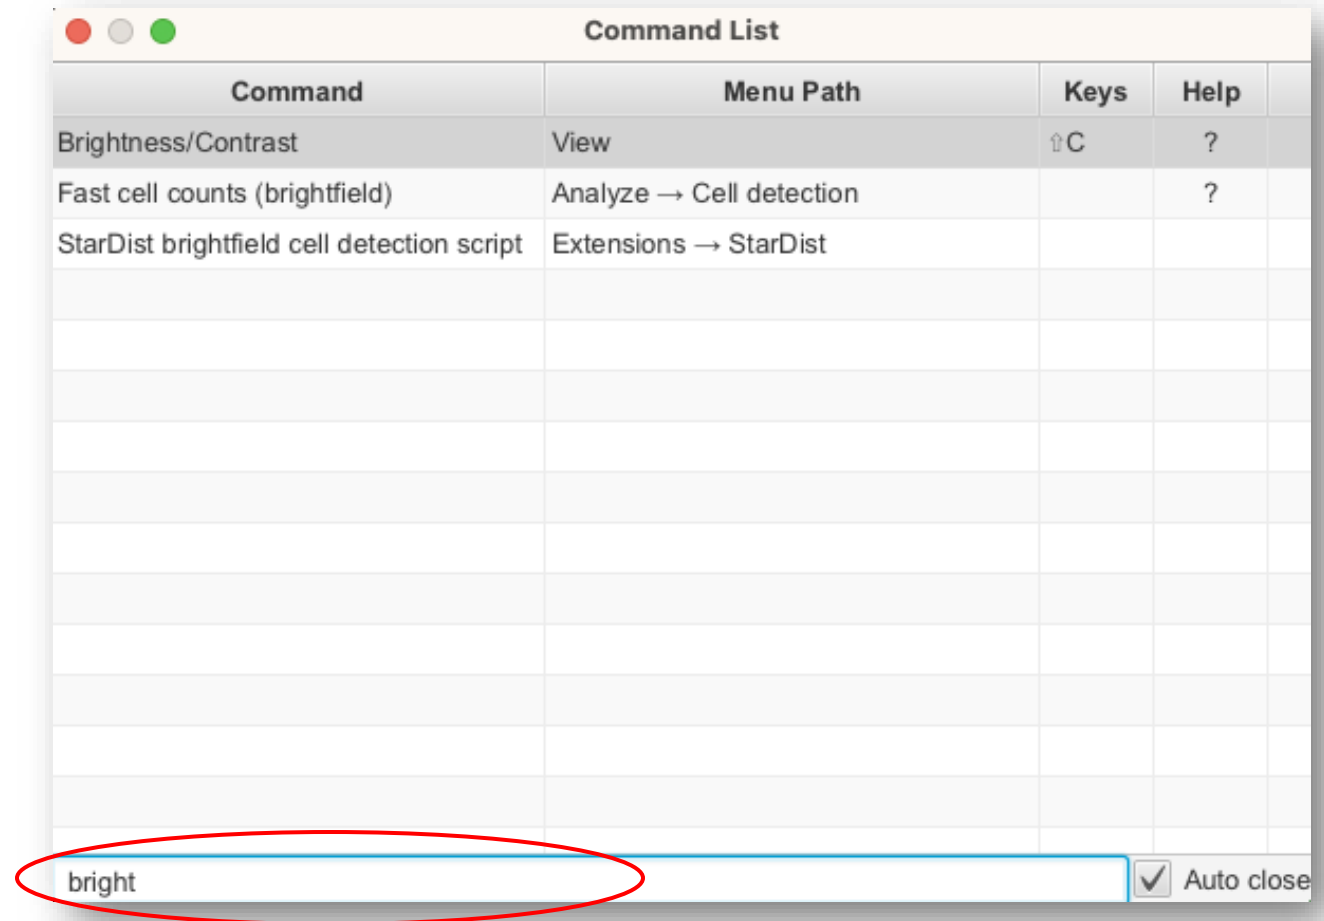 Command List
Command Menu Path Keys Help
Brightness/Contrast View ⇧C ?
Fast cell counts (brightfield) Analyze → Cell detection ?
StarDist brightfield cell detection script Extensions → StarDist
bright Auto close